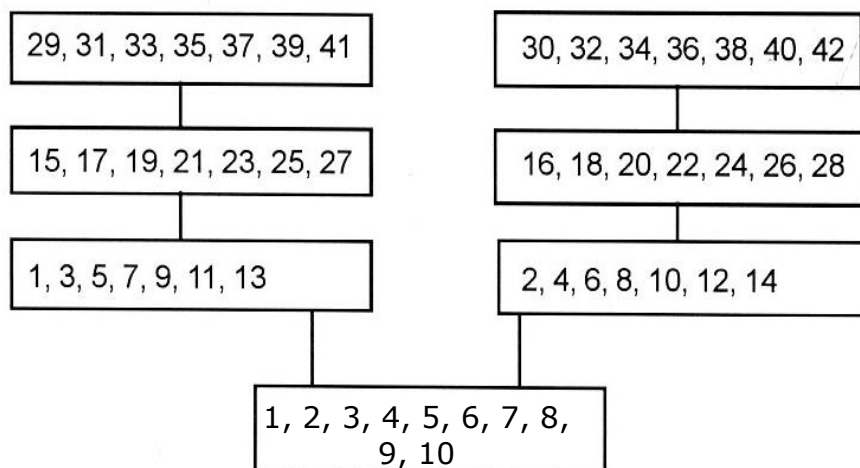 29, 31, 33, 35, 37, 39, 41
30, 32, 34, 36, 38, 40, 42
15, 17, 19, 21, 23, 25, 27
16, 18, 20, 22, 24, 26, 28
1, 3, 5, 7, 9, 11, 13
2, 4, 6, 8, 10, 12, 14
1, 2, 3, 4, 5, 6, 7, 8,
9, 10